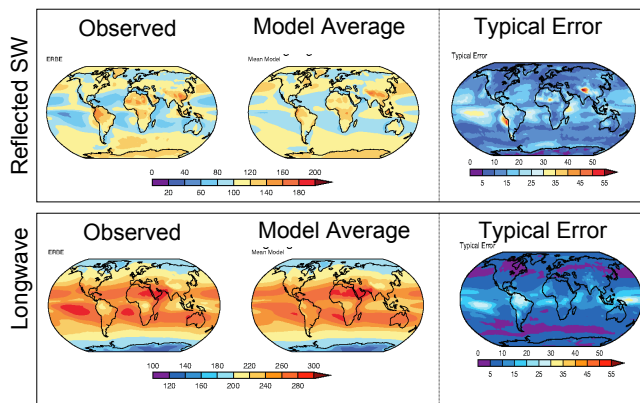 Reflected SW
Observed
Model Average
Typical Error
ERBE
Mean Model
Typical Error
0 40 80 120 160 200
20 60 100 140 180
0 10 20 30 40 50
5 15 25 35 45 55
Longwave
Observed
Model Average
Typical Error
ERBE
Mean Model
Typical Error
100 140 180 220 260 300
120 160 200 240 280
0 10 20 30 40 50
5 15 25 35 45 55